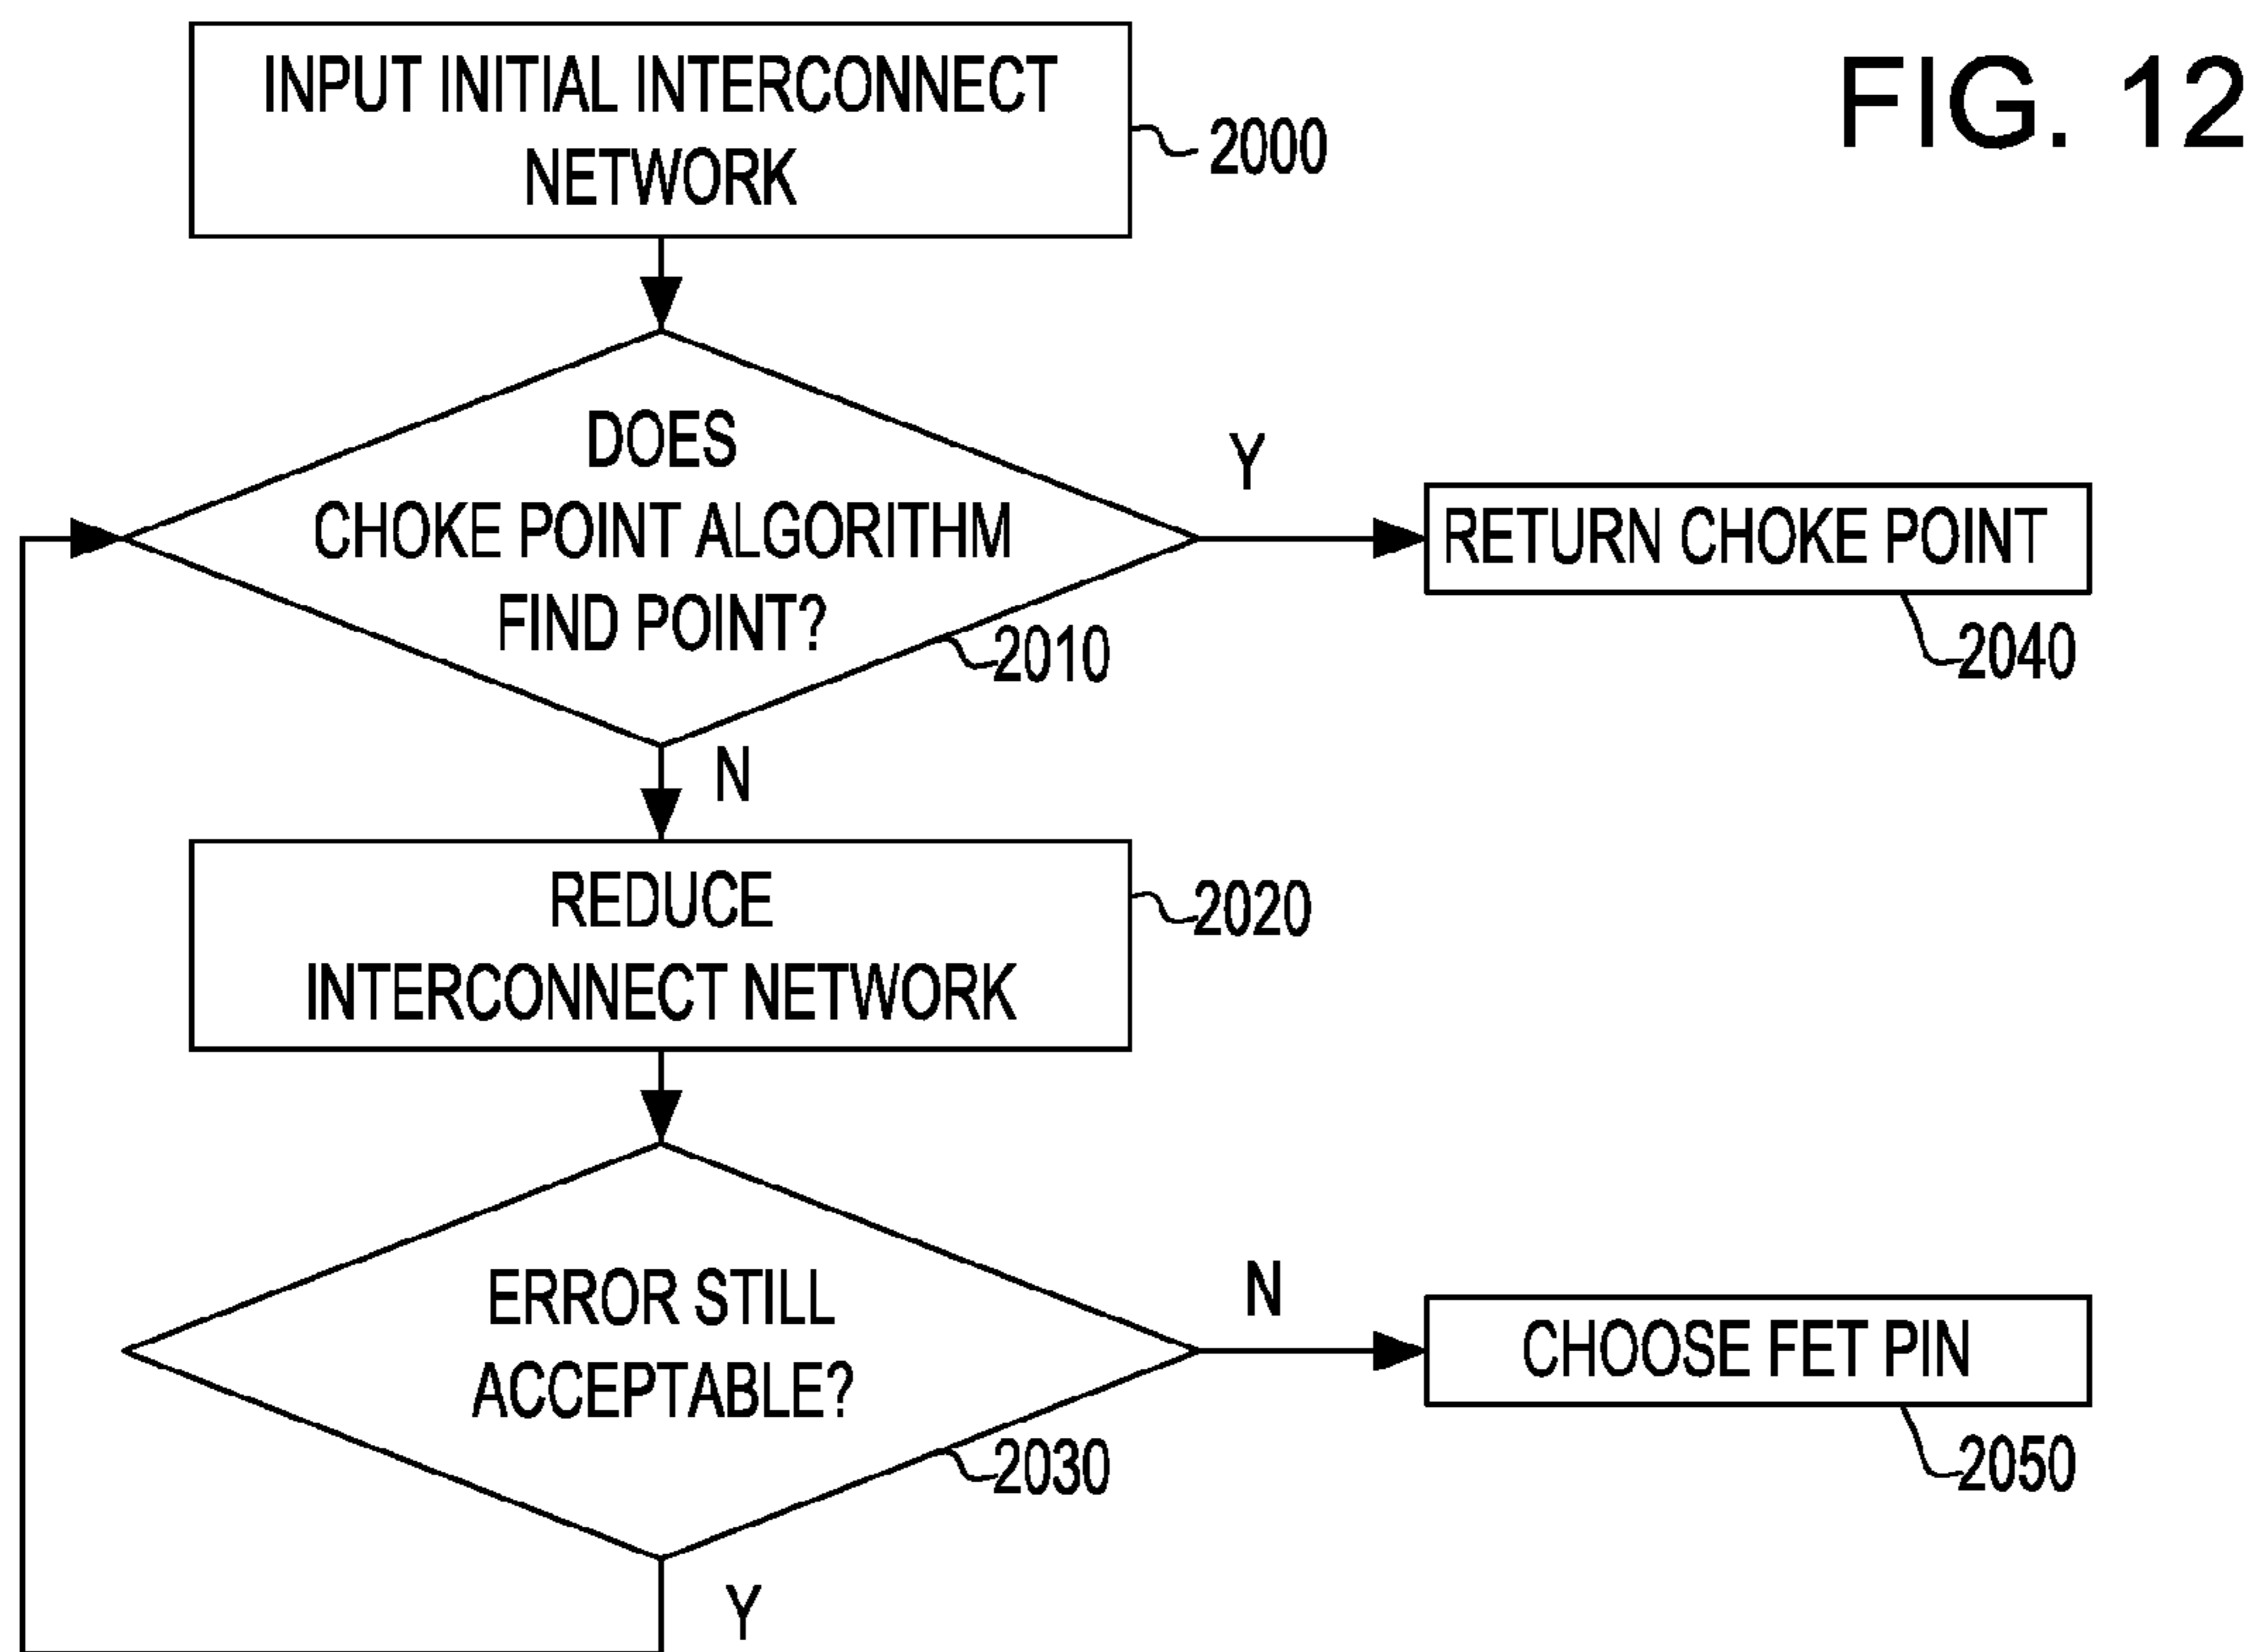 FIG. 12
INPUT INITIAL INTERCONNECT
NETWORK
2000
DOES
CHOKE POINT ALGORITHM
FIND POINT?
2010
Y
RETURN CHOKE POINT
2040
N
REDUCE
INTERCONNECT NETWORK
2020
ERROR STILL
ACCEPTABLE?
2030
N
CHOOSE FET PIN
2050
Y